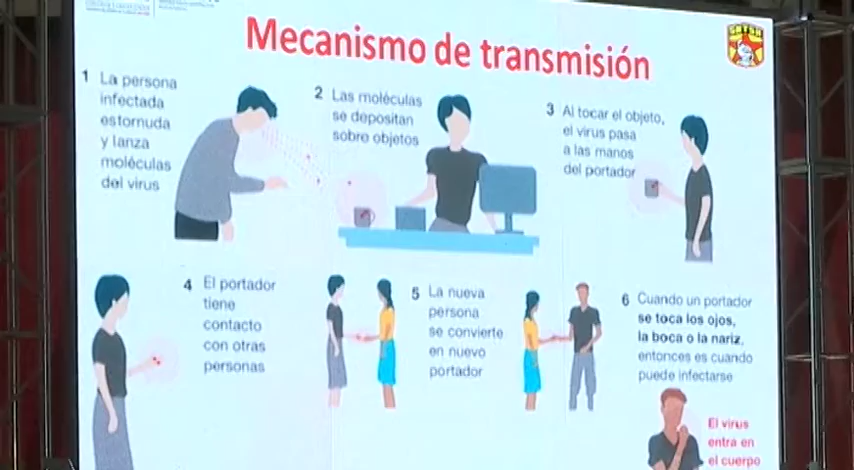 Mecanismo de transmisión
1 La persona
infectada
estornuda
y lanza
moléculas
del virus
2 Las moléculas
se depositan
sobre objetos
3 Al tocar el objeto,
el virus pasa
a las manos
del portador
4 El portador
tiene
contacto
con otras
personas
5 La nueva
persona
se convierte
en nuevo
portador
6 Cuando un portador
se toca los ojos,
la boca o la nariz,
entonces es cuando
puede infectarse
El virus
entra en
el cuerpo